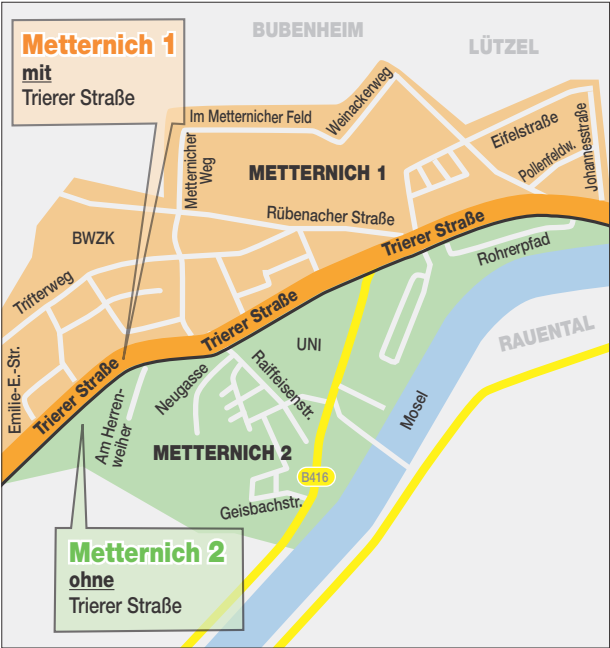 BUBENHEIM
LÜTZEL
Metternich 1
mit
Trierer Straße
Im Metternicher Feld
Weinackerweg
Metternicher
Weg
METTERNICH 1
Eifelstraße
Pollenfeldw.
Johannesstraße
Rübenacher Straße
BWZK
Trierer Straße
Rohrerpfad
Trifterweg
Trierer Straße
UNI
RAUENTAL
Emilie-E.-Str.
Trierer Straße
Am Herren-
weiher
Neugasse
Raiffeisenstr.
Mosel
METTERNICH 2
B416
Geisbachstr.
Metternich 2
ohne
Trierer Straße